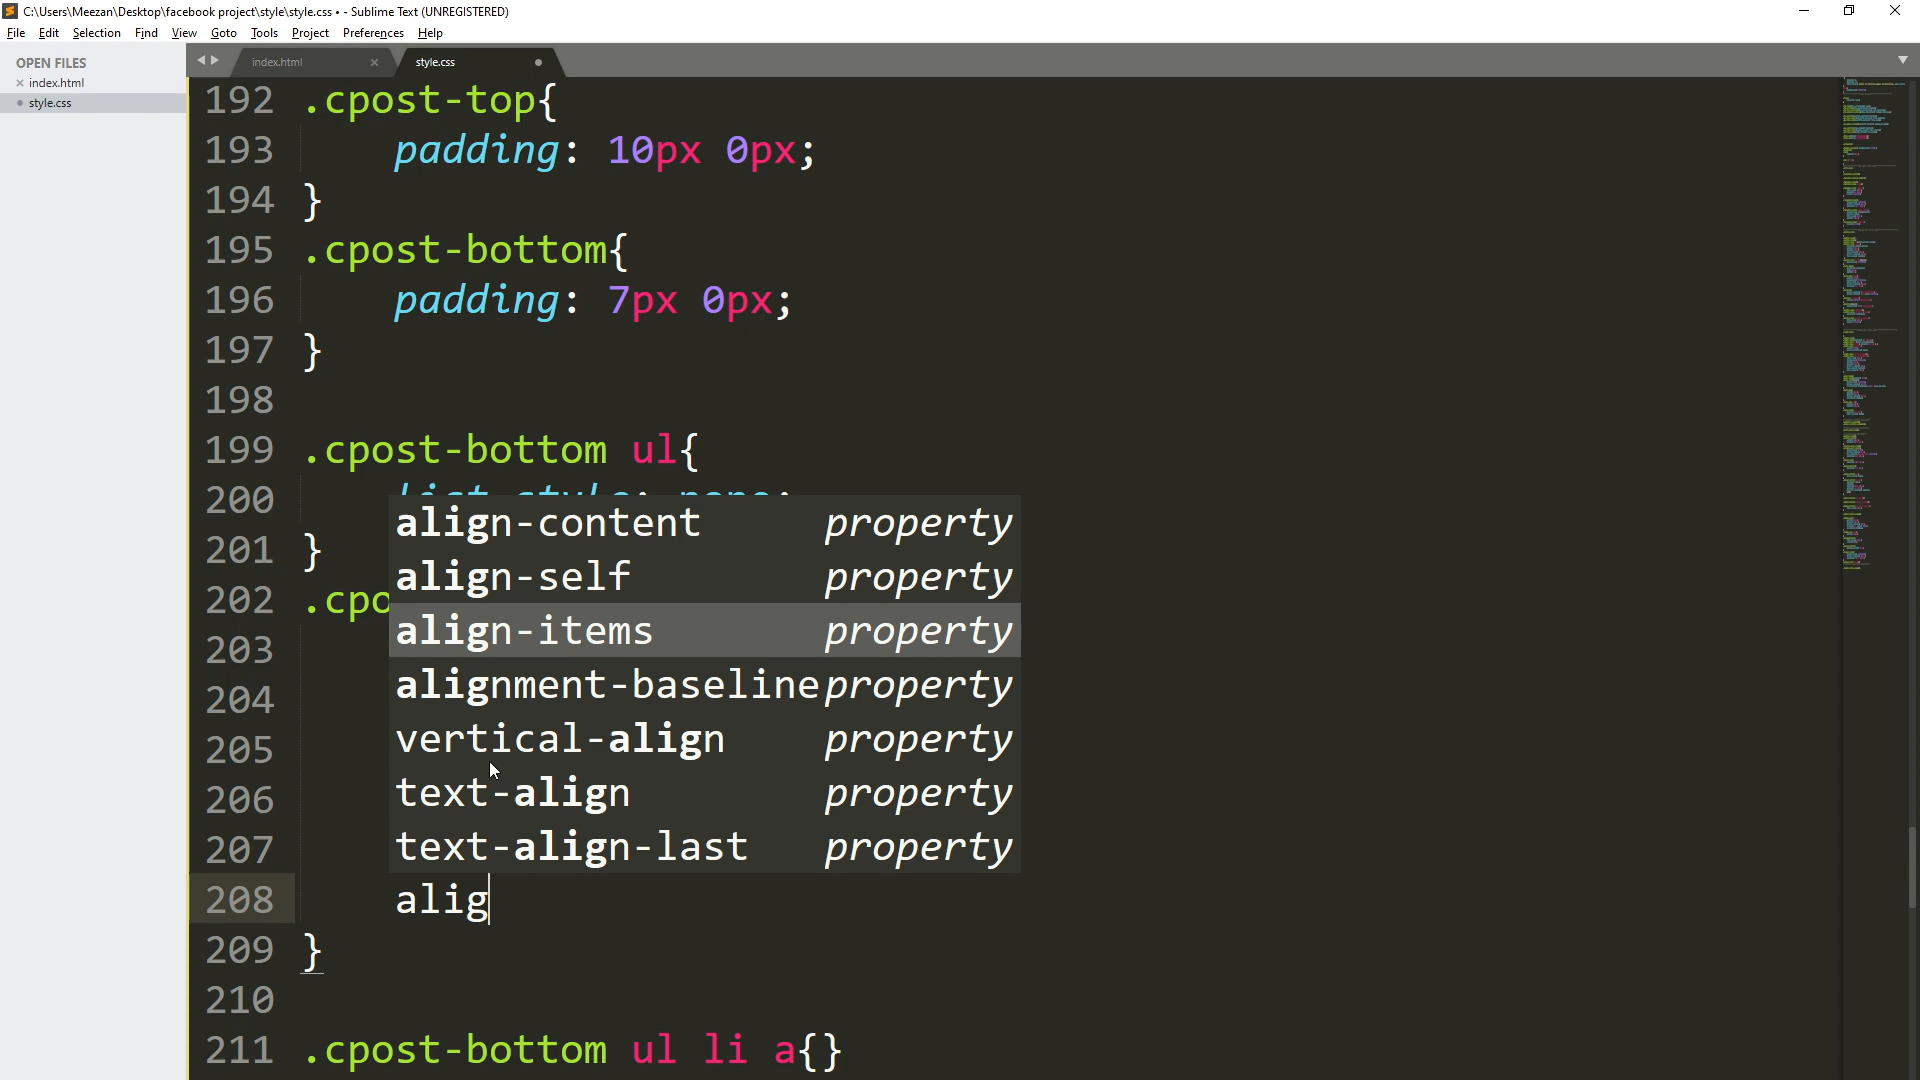 C:\Users\Meezan\Desktop\facebook project\style\style.css • - Sublime Text (UNREGISTERED)
File Edit Selection Find View Goto Tools Project Preferences Help
OPEN FILES
index.html
style.css
index.html
style.css
192 .cpost-top{
193 padding: 10px 0px;
194 }
195 .cpost-bottom{
196 padding: 7px 0px;
197 }
198
199 .cpost-bottom ul{
200 list-style: none;
201 }
202 .cpo
203
204
205
206
207
align-content property
align-self property
align-items property
alignment-baseline property
vertical-align property
text-align property
text-align-last property
208 alig
209 }
210
211 .cpost-bottom ul li a{}